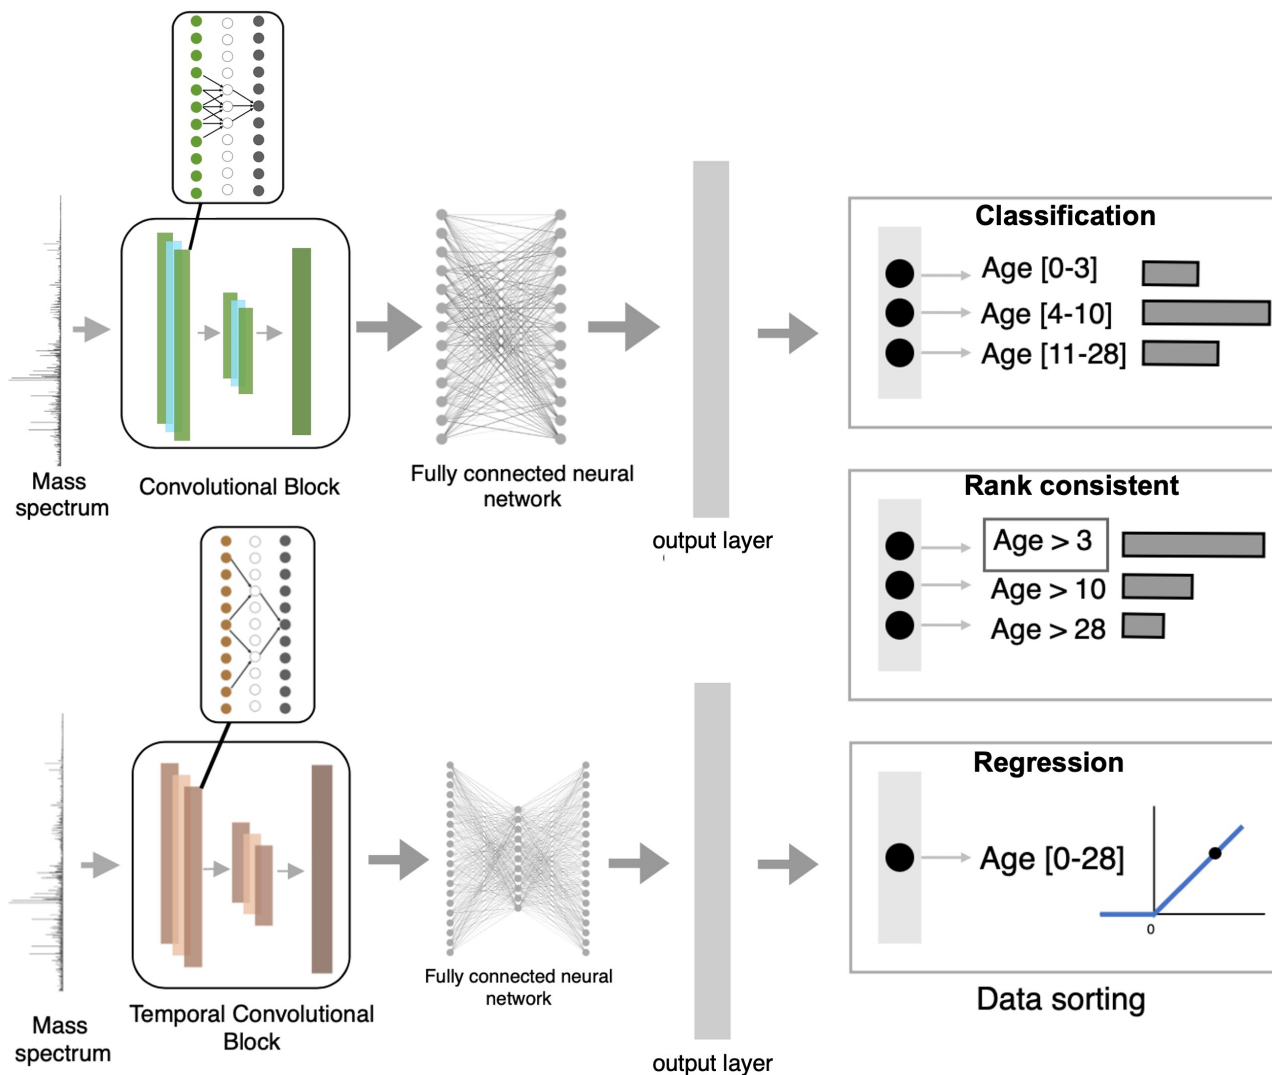 Mass
spectrum
Convolutional Block
Fully connected neural
network
output layer
Classification
Age [0-3]
Age [4-10]
Age [11-28]
Rank consistent
Age > 3
Age > 10
Age > 28
Mass
spectrum
Temporal Convolutional
Block
Fully connected neural
network
output layer
Regression
Age [0-28]
0
Data sorting